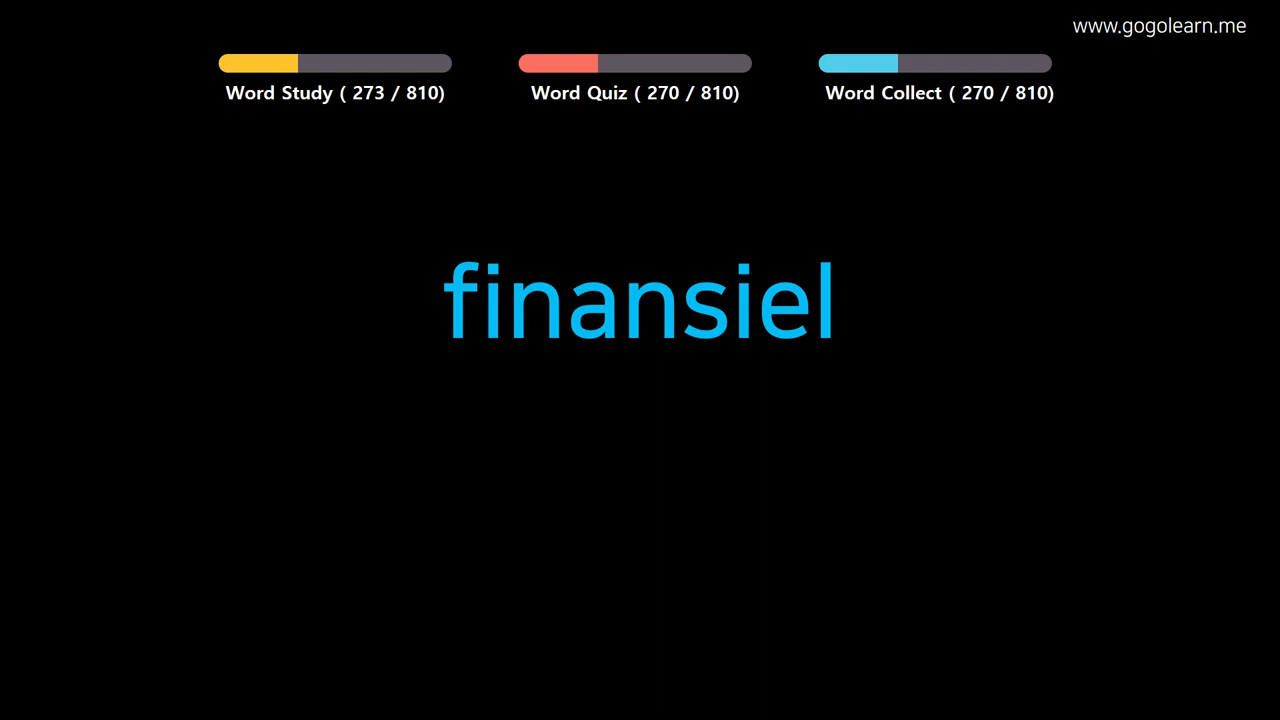 www.gogolearn.me
Word Study ( 273 / 810)
Word Quiz ( 270 / 810)
Word Collect ( 270 / 810)
finansiel